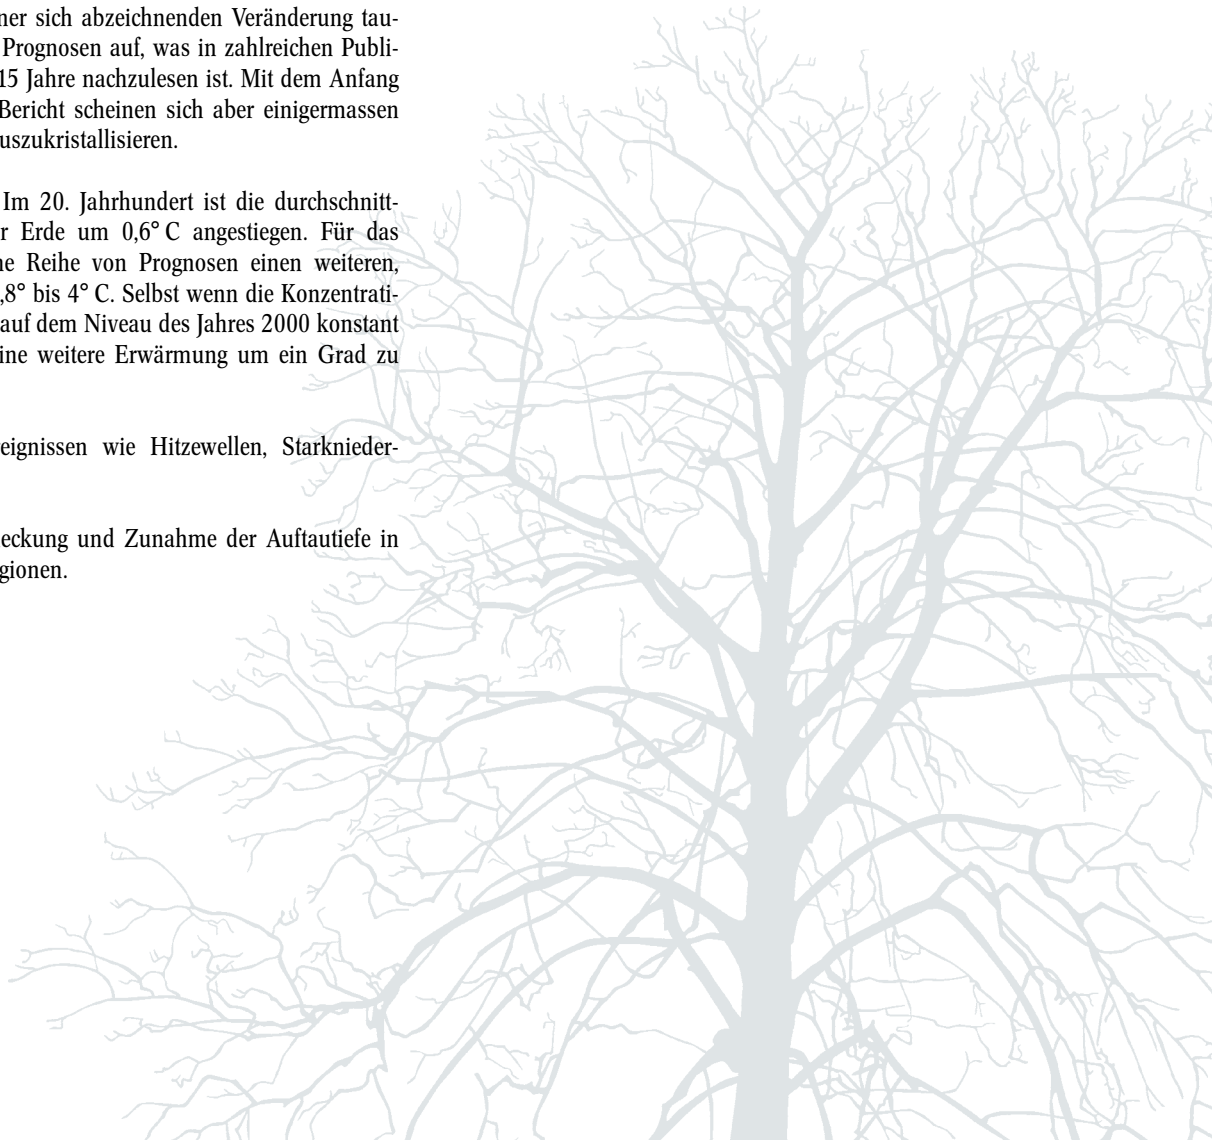 ner sich abzeichnenden Veränderung tau-
Prognosen auf, was in zahlreichen Publi-
15 Jahre nachzulesen ist. Mit dem Anfang
Bericht scheinen sich aber einigermassen
uszukristallisieren.
Im 20. Jahrhundert ist die durchschnitt-
r Erde um 0,6° C angestiegen. Für das
ne Reihe von Prognosen einen weiteren,
,8° bis 4° C. Selbst wenn die Konzentrati-
auf dem Niveau des Jahres 2000 konstant
ine weitere Erwärmung um ein Grad zu
eignissen wie Hitzewellen, Starknieder-
eckung und Zunahme der Auftautiefe in
gionen.